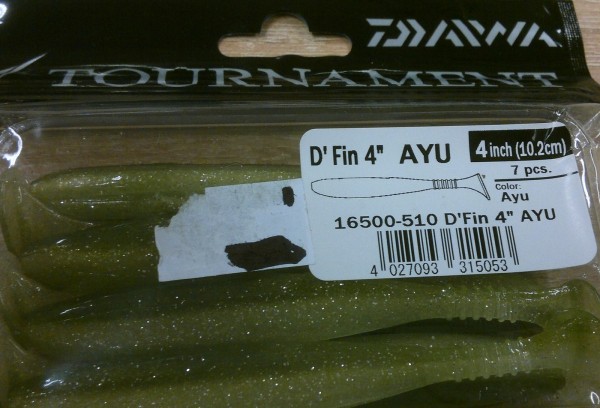 DAIWA
TOURNAMENT
D' Fin 4" AYU
4 inch (10.2cm)
7 pcs.
Color:
Ayu
16500-510 D'Fin 4" AYU
4 027093 315053